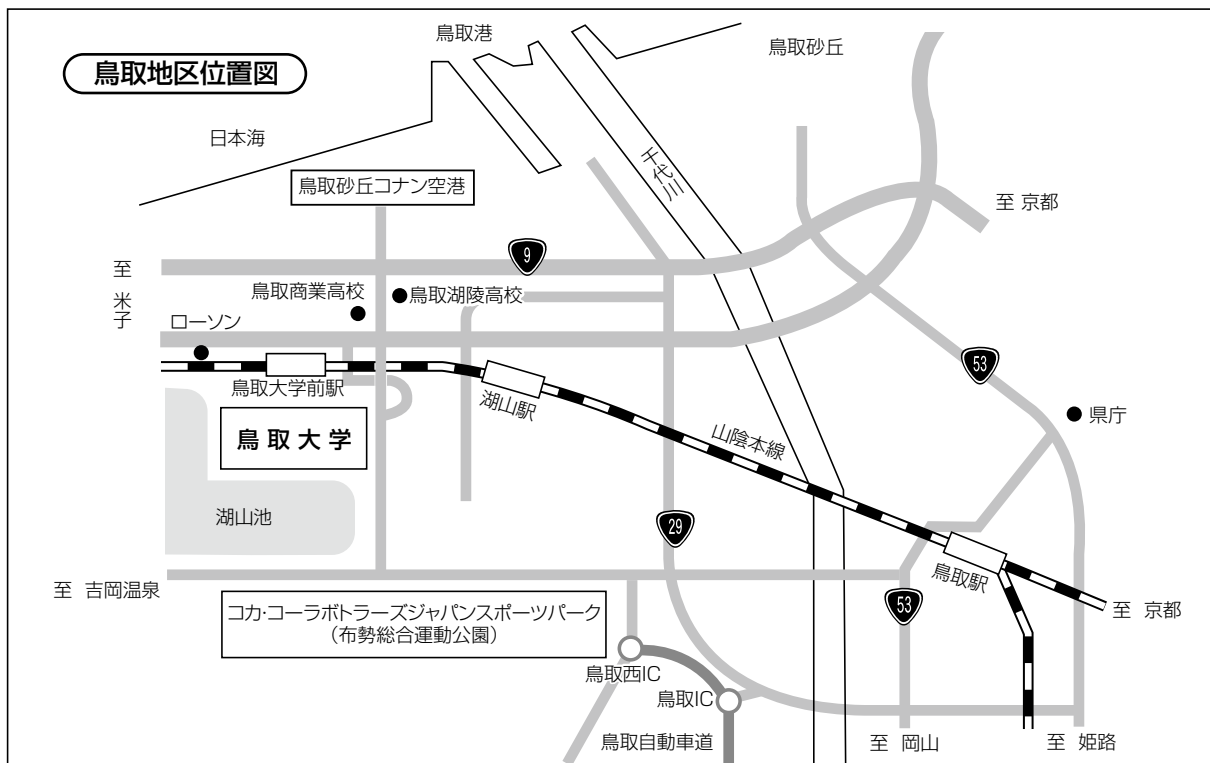 鳥取港
鳥取砂丘
鳥取地区位置図
日本海
千代川
鳥取砂丘コナン空港
至 京都
9
至 米子
鳥取商業高校
鳥取湖陵高校
ローソン
53
鳥取大学前駅
湖山駅
県庁
鳥取大学
山陰本線
湖山池
29
鳥取駅
至 吉岡温泉
53
至 京都
コカ・コーラボトラーズジャパンスポーツパーク
（布勢総合運動公園）
鳥取西IC
鳥取IC
鳥取自動車道
至 岡山
至 姫路